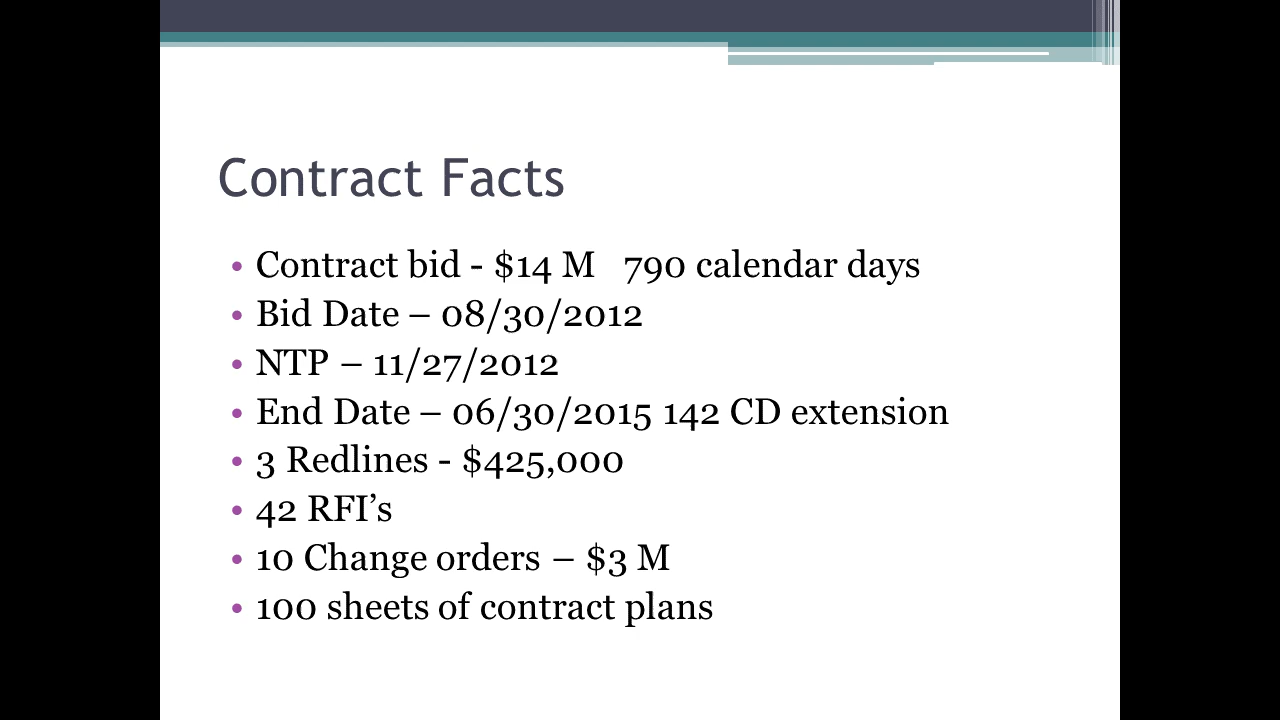 Contract Facts
• Contract bid - $14 M   790 calendar days
• Bid Date – 08/30/2012
• NTP – 11/27/2012
• End Date – 06/30/2015 142 CD extension
• 3 Redlines - $425,000
• 42 RFI’s
• 10 Change orders – $3 M
• 100 sheets of contract plans